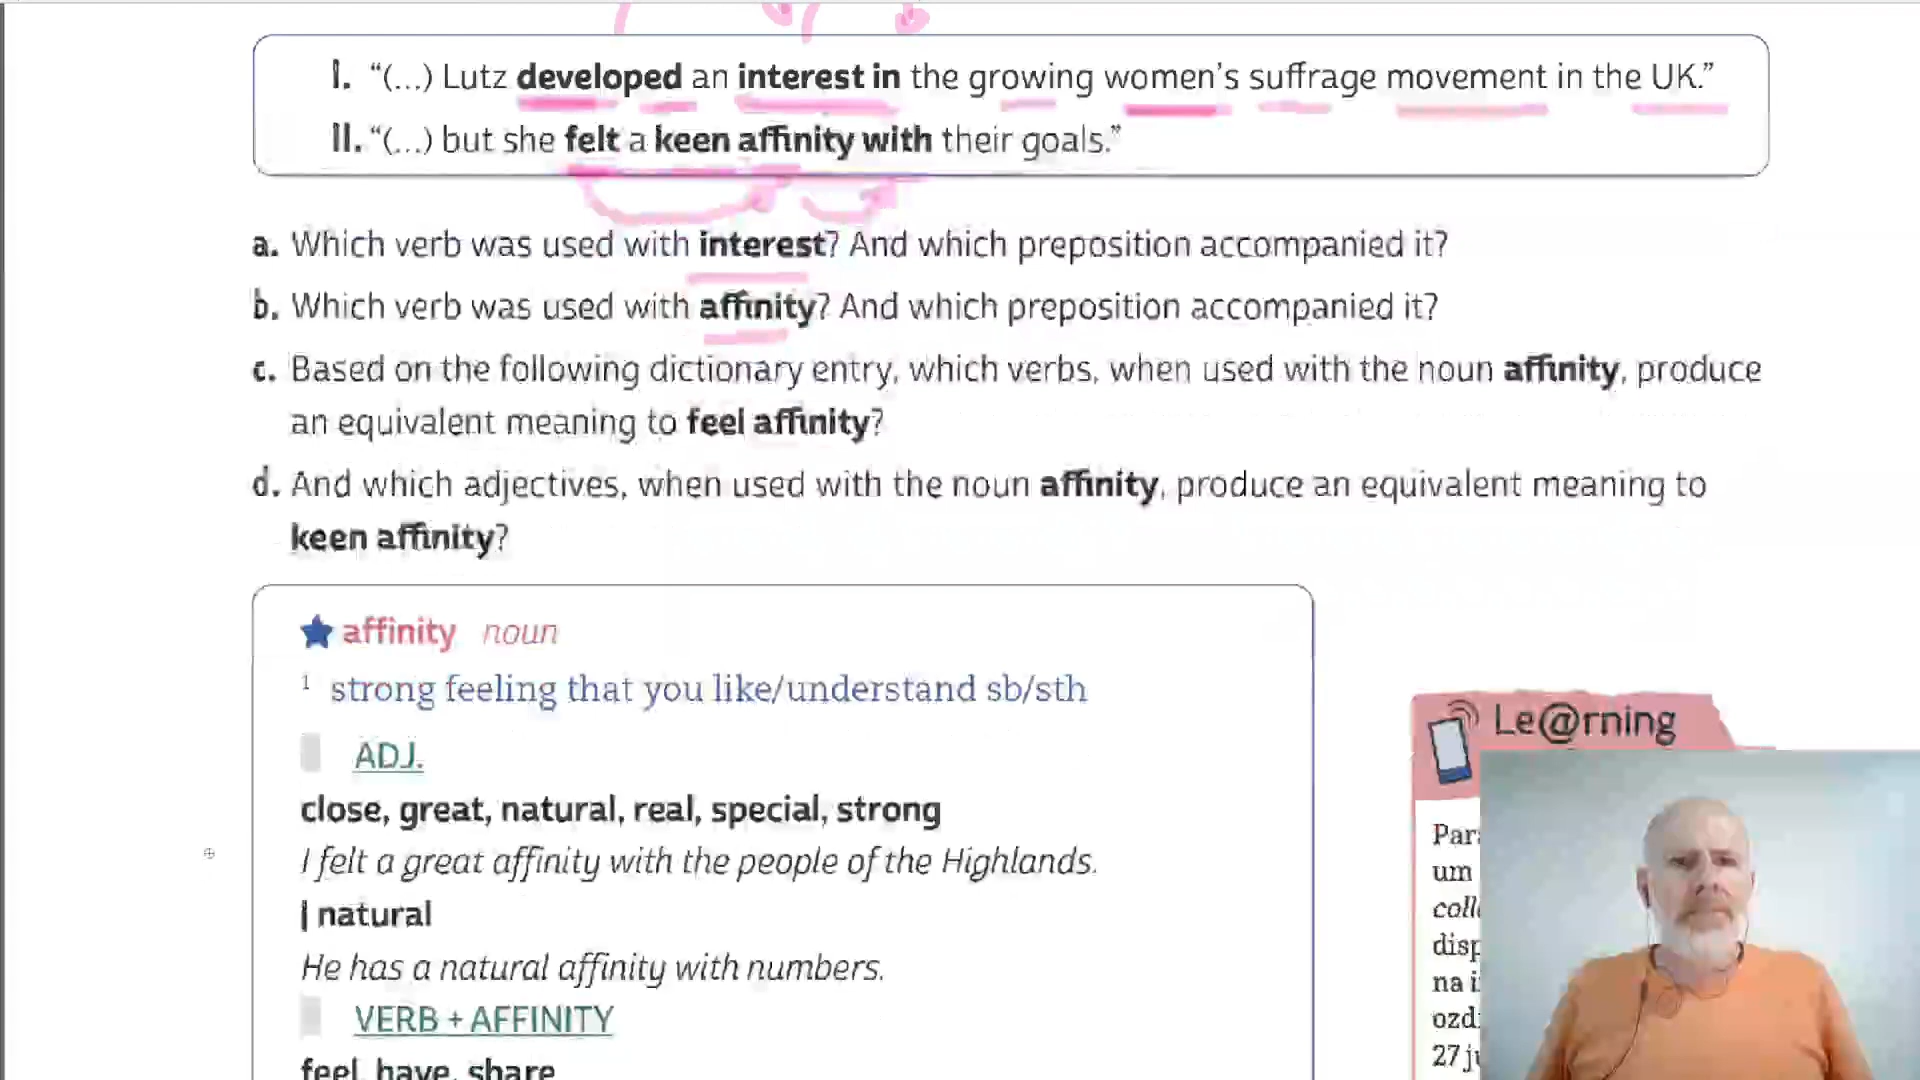 I. “(...) Lutz developed an interest in the growing women’s suffrage movement in the UK.”
II. “(...) but she felt a keen affinity with their goals.”
a. Which verb was used with interest? And which preposition accompanied it?
b. Which verb was used with affinity? And which preposition accompanied it?
c. Based on the following dictionary entry, which verbs, when used with the noun affinity, produce
an equivalent meaning to feel affinity?
d. And which adjectives, when used with the noun affinity, produce an equivalent meaning to
keen affinity?
affinity noun
1 strong feeling that you like/understand sb/sth
ADJ.
close, great, natural, real, special, strong
I felt a great affinity with the people of the Highlands.
| natural
He has a natural affinity with numbers.
VERB + AFFINITY
feel, have, share
Le@rning
um
na
27